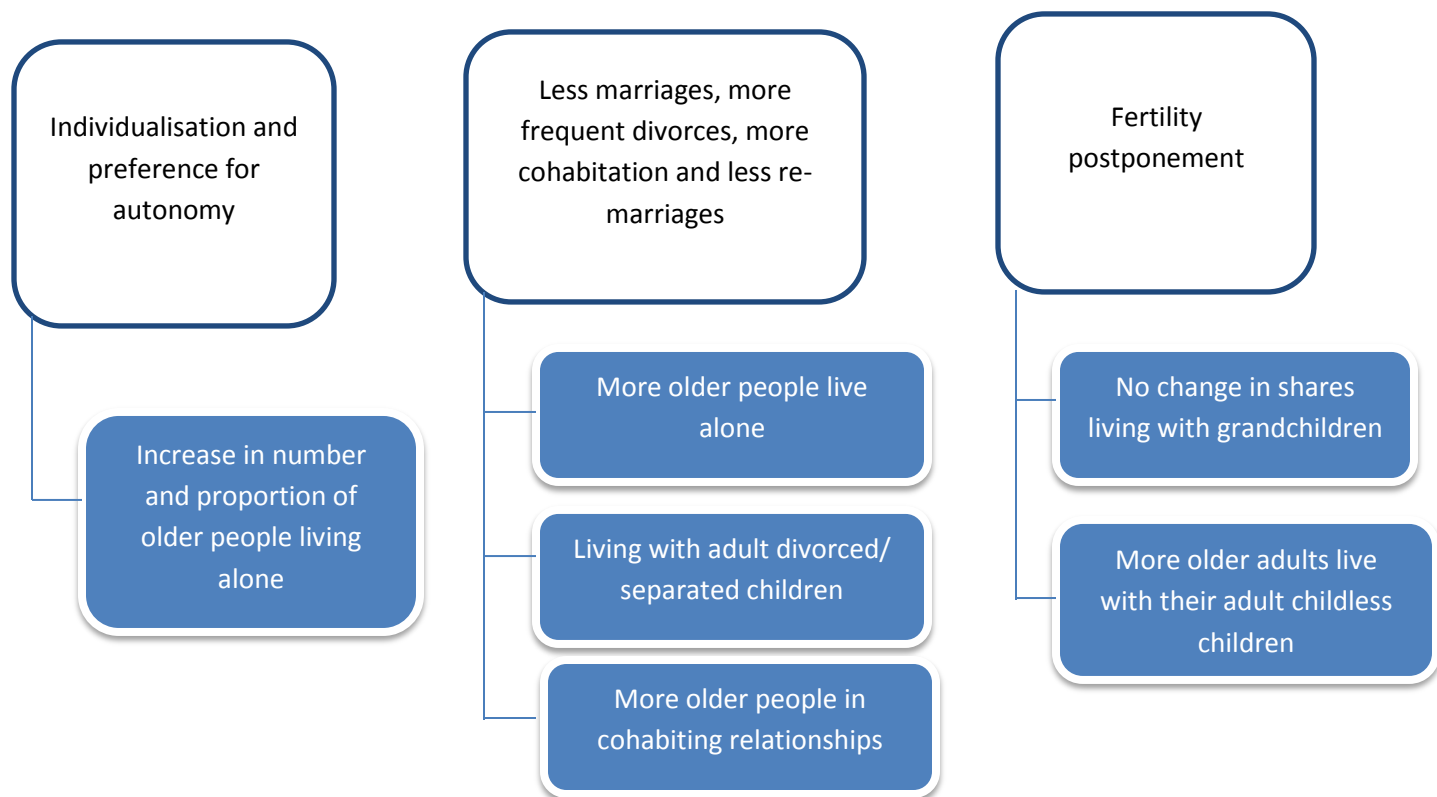 Individualisation and
preference for
autonomy
Increase in number
and proportion of
older people living
alone
Less marriages, more
frequent divorces, more
cohabitation and less re-
marriages
More older people live
alone
Living with adult divorced/
separated children
More older people in
cohabiting relationships
Fertility
postponement
No change in shares
living with grandchildren
More older adults live
with their adult childless
children